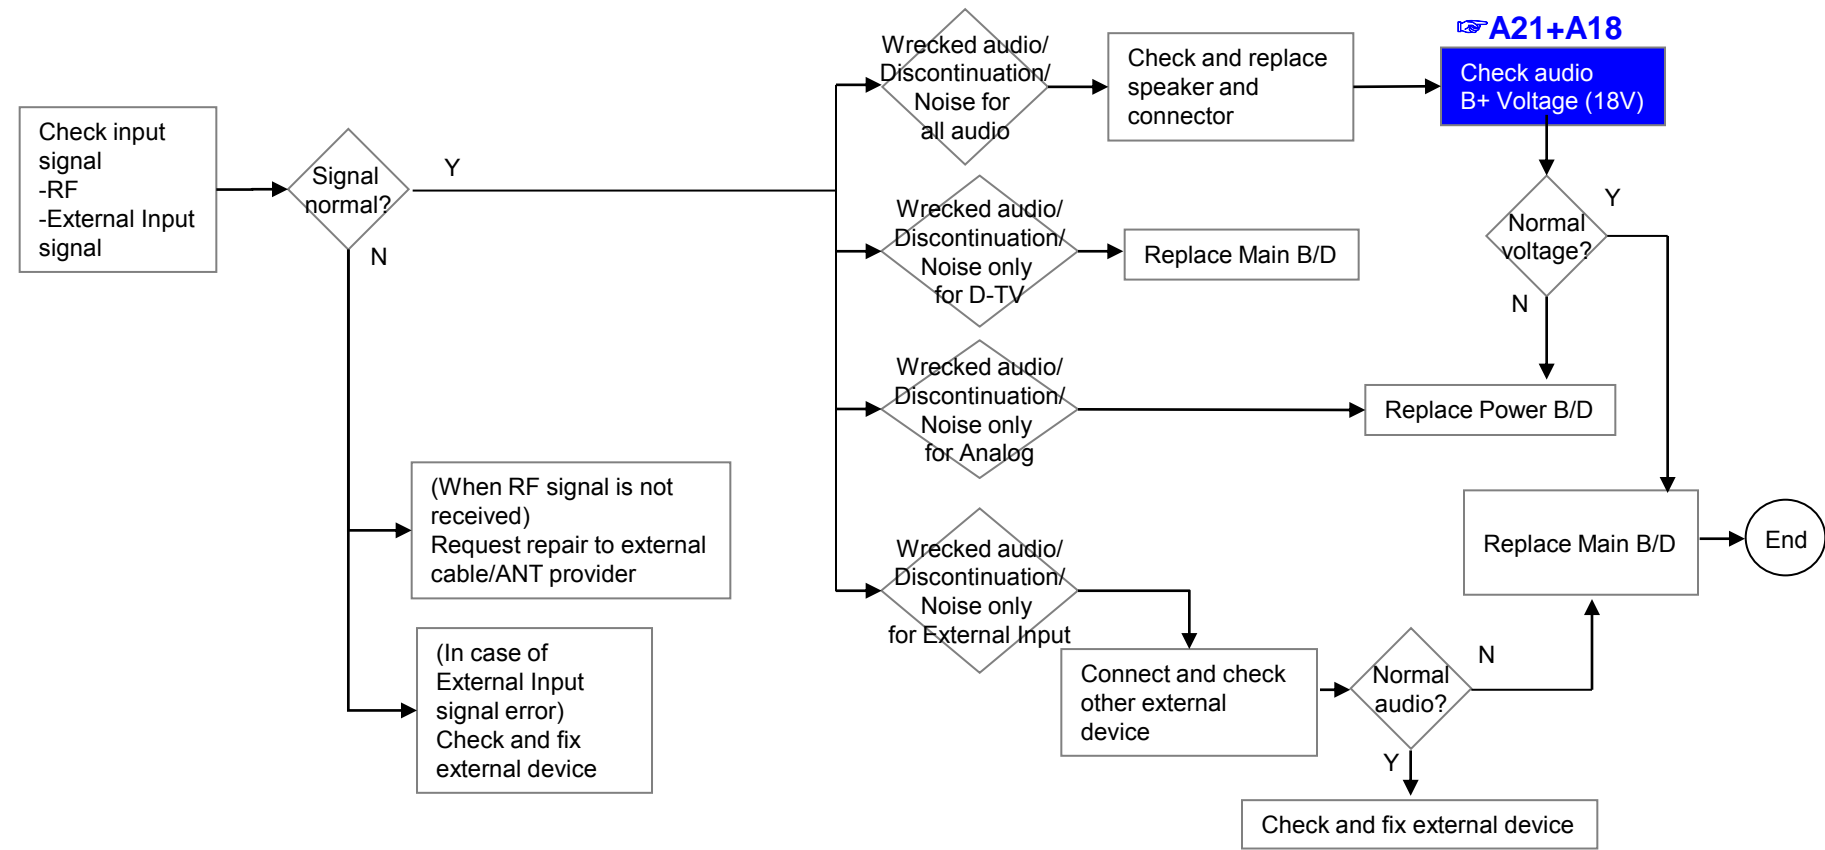 ☞A21+A18
Check input
signal
-RF
-External Input
signal
Signal
normal?
Y
N
(When RF signal is not
received)
Request repair to external
cable/ANT provider
(In case of
External Input
signal error)
Check and fix
external device
Wrecked audio/
Discontinuation/
Noise for
all audio
Check and replace
speaker and
connector
Check audio
B+ Voltage (18V)
Normal
voltage?
Y
N
Wrecked audio/
Discontinuation/
Noise only
for D-TV
Replace Main B/D
Wrecked audio/
Discontinuation/
Noise only
for Analog
Replace Power B/D
Wrecked audio/
Discontinuation/
Noise only
for External Input
Connect and check
other external
device
Normal
audio?
N
Y
Replace Main B/D
End
Check and fix external device